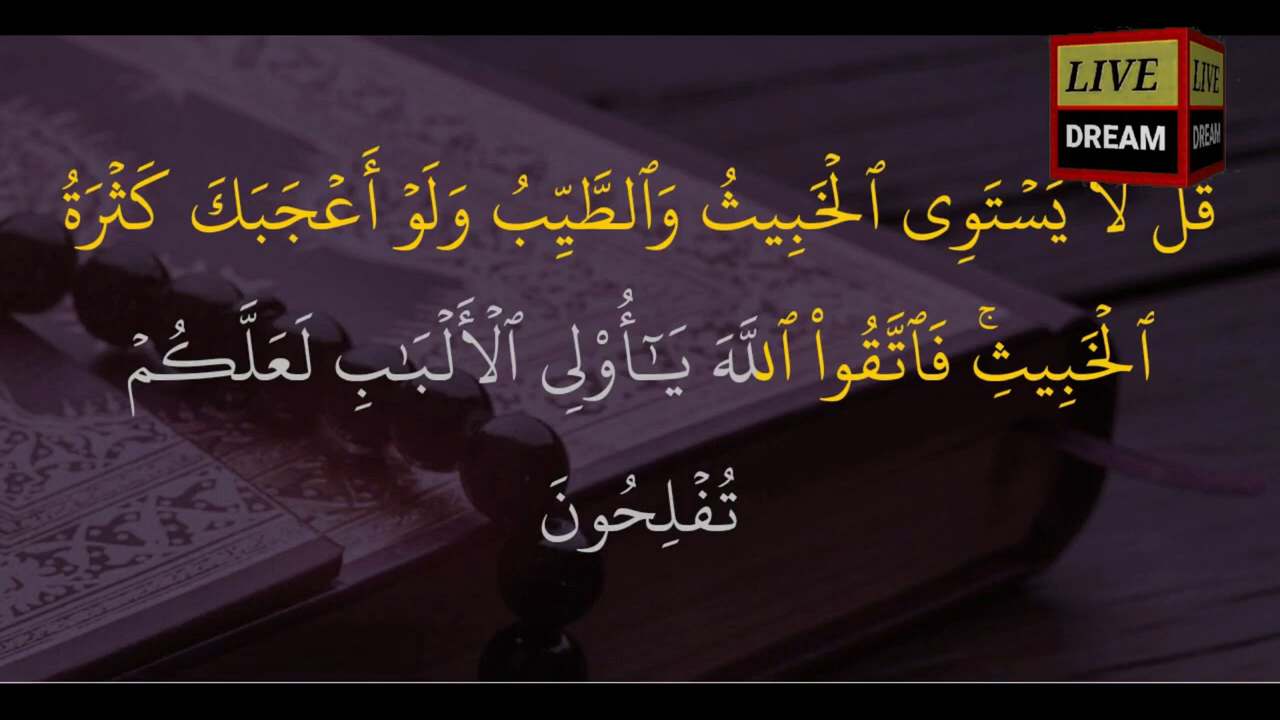 LIVE LIVE
DREAM DREAM
قُل لَّا يَسۡتَوِى ٱلۡخَبِيثُ وَٱلطَّيِّبُ وَلَوۡ أَعۡجَبَكَ كَثۡرَةُ
ٱلۡخَبِيثِۚ فَٱتَّقُواْ ٱللَّهَ يَـٰٓأُوْلِى ٱلۡأَلۡبَـٰبِ لَعَلَّكُمۡ
تُفۡلِحُونَ